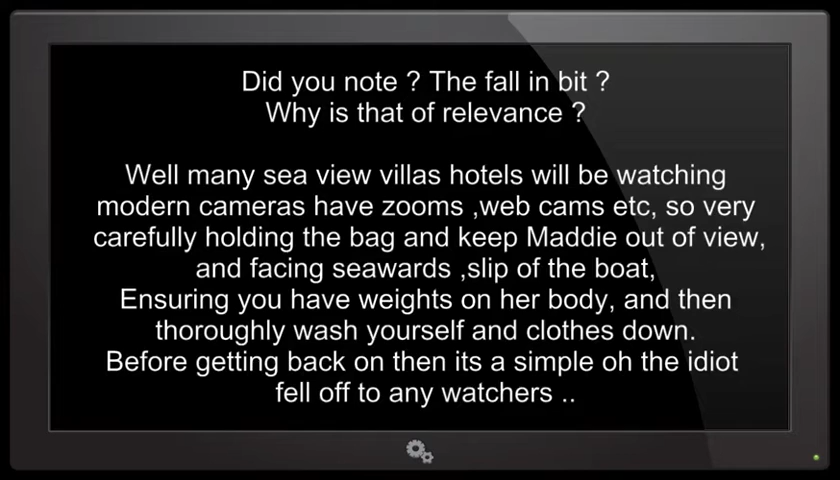 Did you note ? The fall in bit ?
Why is that of relevance ?
Well many sea view villas hotels will be watching
modern cameras have zooms ,web cams etc, so very
carefully holding the bag and keep Maddie out of view,
and facing seawards ,slip of the boat,
Ensuring you have weights on her body, and then
thoroughly wash yourself and clothes down.
Before getting back on then its a simple oh the idiot
fell off to any watchers ..